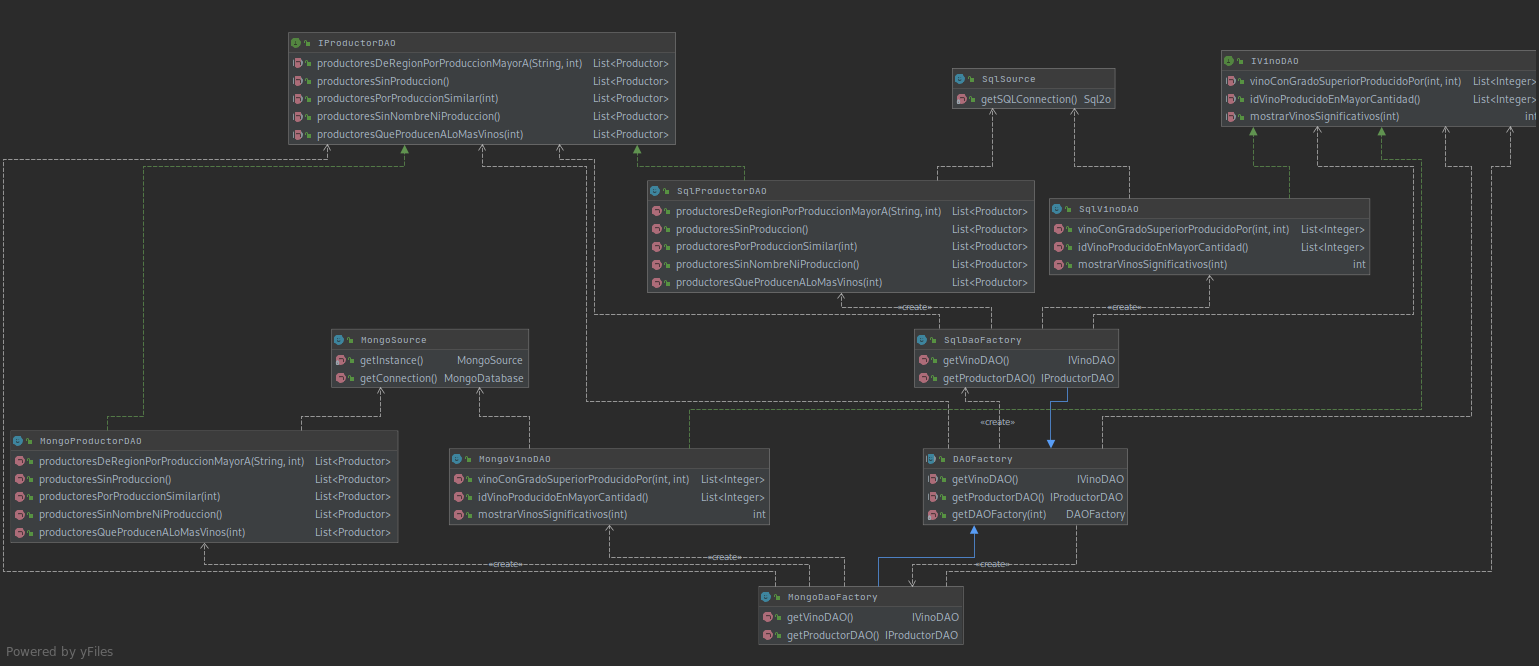 IProductorDAO
productoresDeRegionPorProduccionMayorA(String, int) List<Productor>
productoresSinProduccion() List<Productor>
productoresPorProduccionSimilar(int) List<Productor>
productoresSinNombreNiProduccion() List<Productor>
productoresQueProducenALoMasVinos(int) List<Productor>
SqlSource
getSQLConnection() Sql2o
IVinoDAO
vinoConGradoSuperiorProducidoPor(int, int) List<Integer>
idVinoProducidoEnMayorCantidad() List<Integer>
mostrarVinosSignificativos(int) int
SqlProductorDAO
productoresDeRegionPorProduccionMayorA(String, int) List<Productor>
productoresSinProduccion() List<Productor>
productoresPorProduccionSimilar(int) List<Productor>
productoresSinNombreNiProduccion() List<Productor>
productoresQueProducenALoMasVinos(int) List<Productor>
SqlVinoDAO
vinoConGradoSuperiorProducidoPor(int, int) List<Integer>
idVinoProducidoEnMayorCantidad() List<Integer>
mostrarVinosSignificativos(int) int
«create»
«create»
MongoSource
getInstance() MongoSource
getConnection() MongoDatabase
SqlDaoFactory
getVinoDAO() IVinoDAO
getProductorDAO() IProductorDAO
«create»
MongoProductorDAO
productoresDeRegionPorProduccionMayorA(String, int) List<Productor>
productoresSinProduccion() List<Productor>
productoresPorProduccionSimilar(int) List<Productor>
productoresSinNombreNiProduccion() List<Productor>
productoresQueProducenALoMasVinos(int) List<Productor>
MongoVinoDAO
vinoConGradoSuperiorProducidoPor(int, int) List<Integer>
idVinoProducidoEnMayorCantidad() List<Integer>
mostrarVinosSignificativos(int) int
DAOFactory
getVinoDAO() IVinoDAO
getProductorDAO() IProductorDAO
getDAOFactory(int) DAOFactory
«create»
«create»
«create»
MongoDaoFactory
getVinoDAO() IVinoDAO
getProductorDAO() IProductorDAO
Powered by yFiles